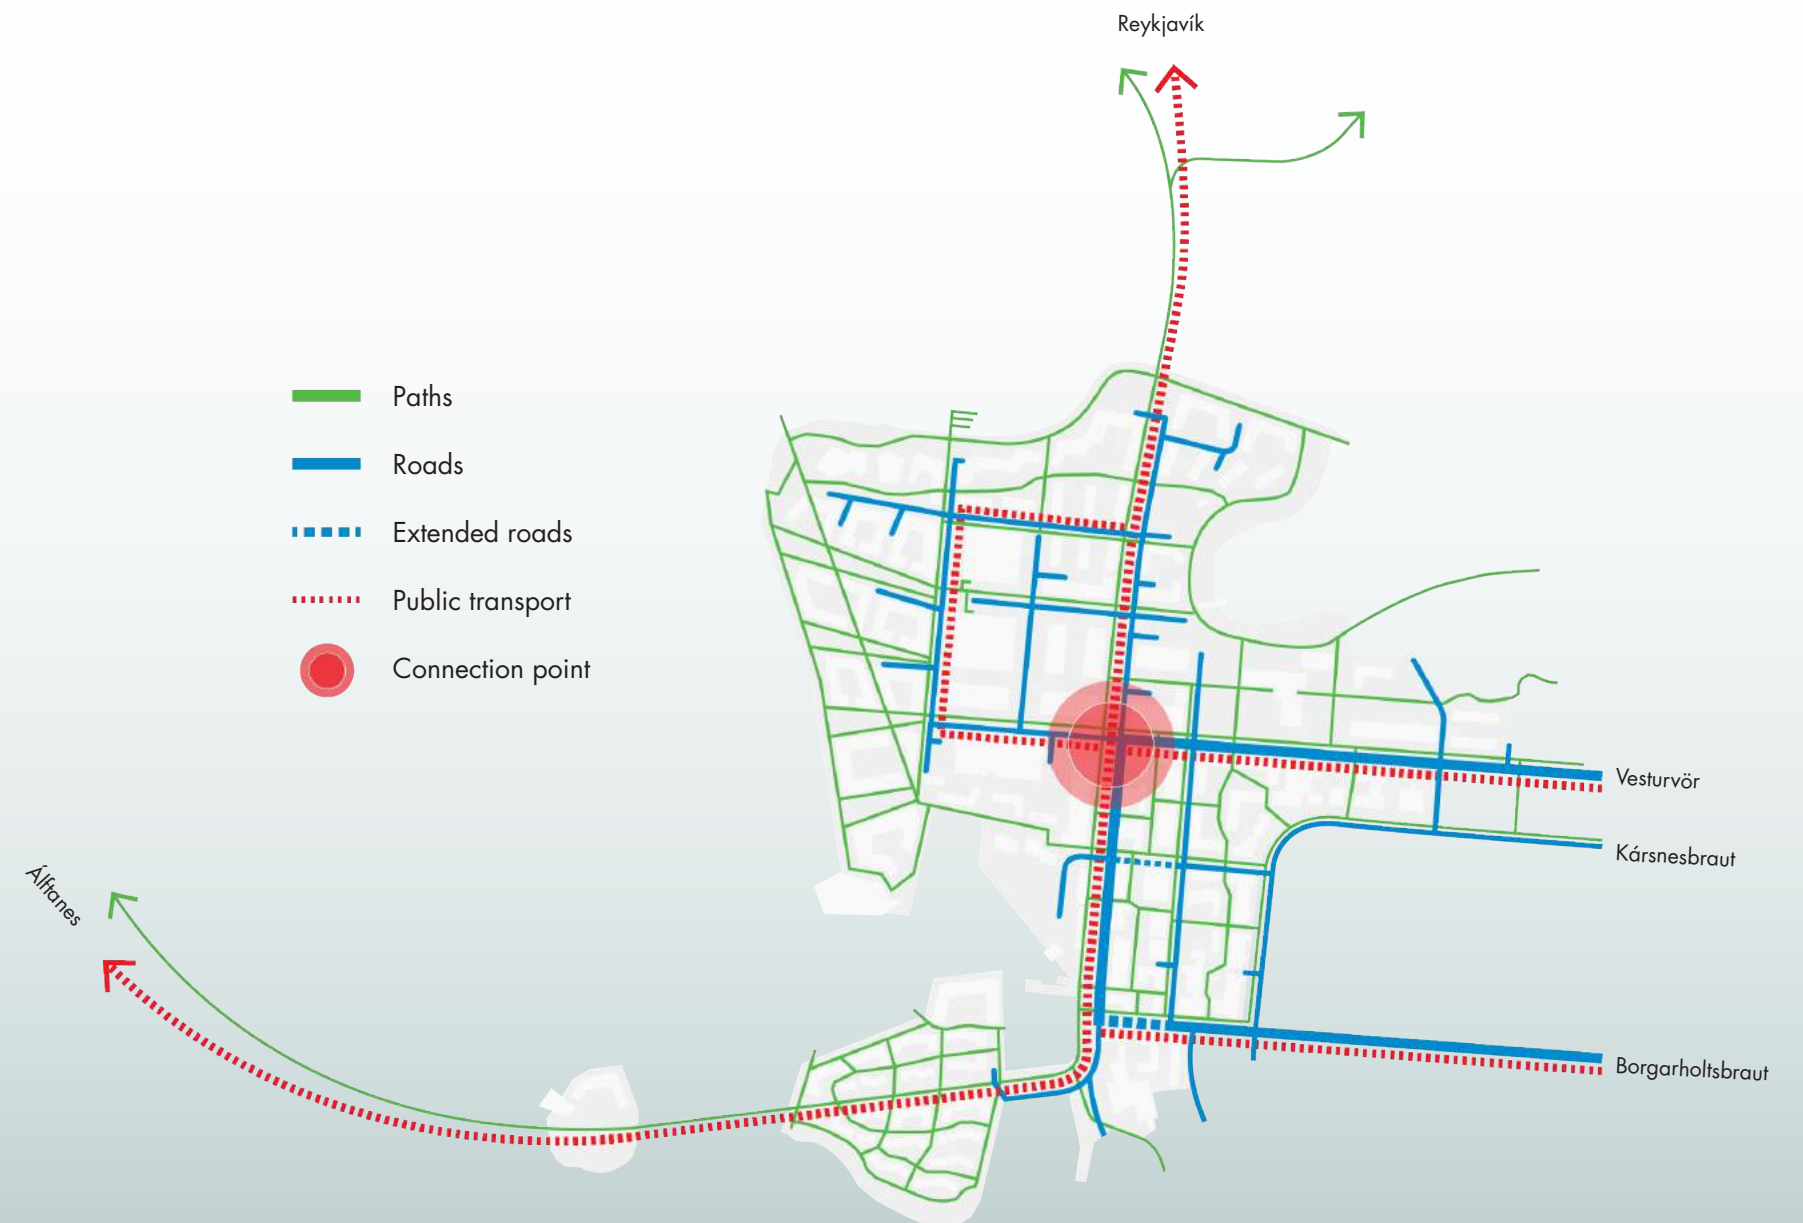 Reykjavík
Paths
Roads
Extended roads
Public transport
Connection point
Vesturvör
Kársnesbraut
Álftanes
Borgarholtsbraut